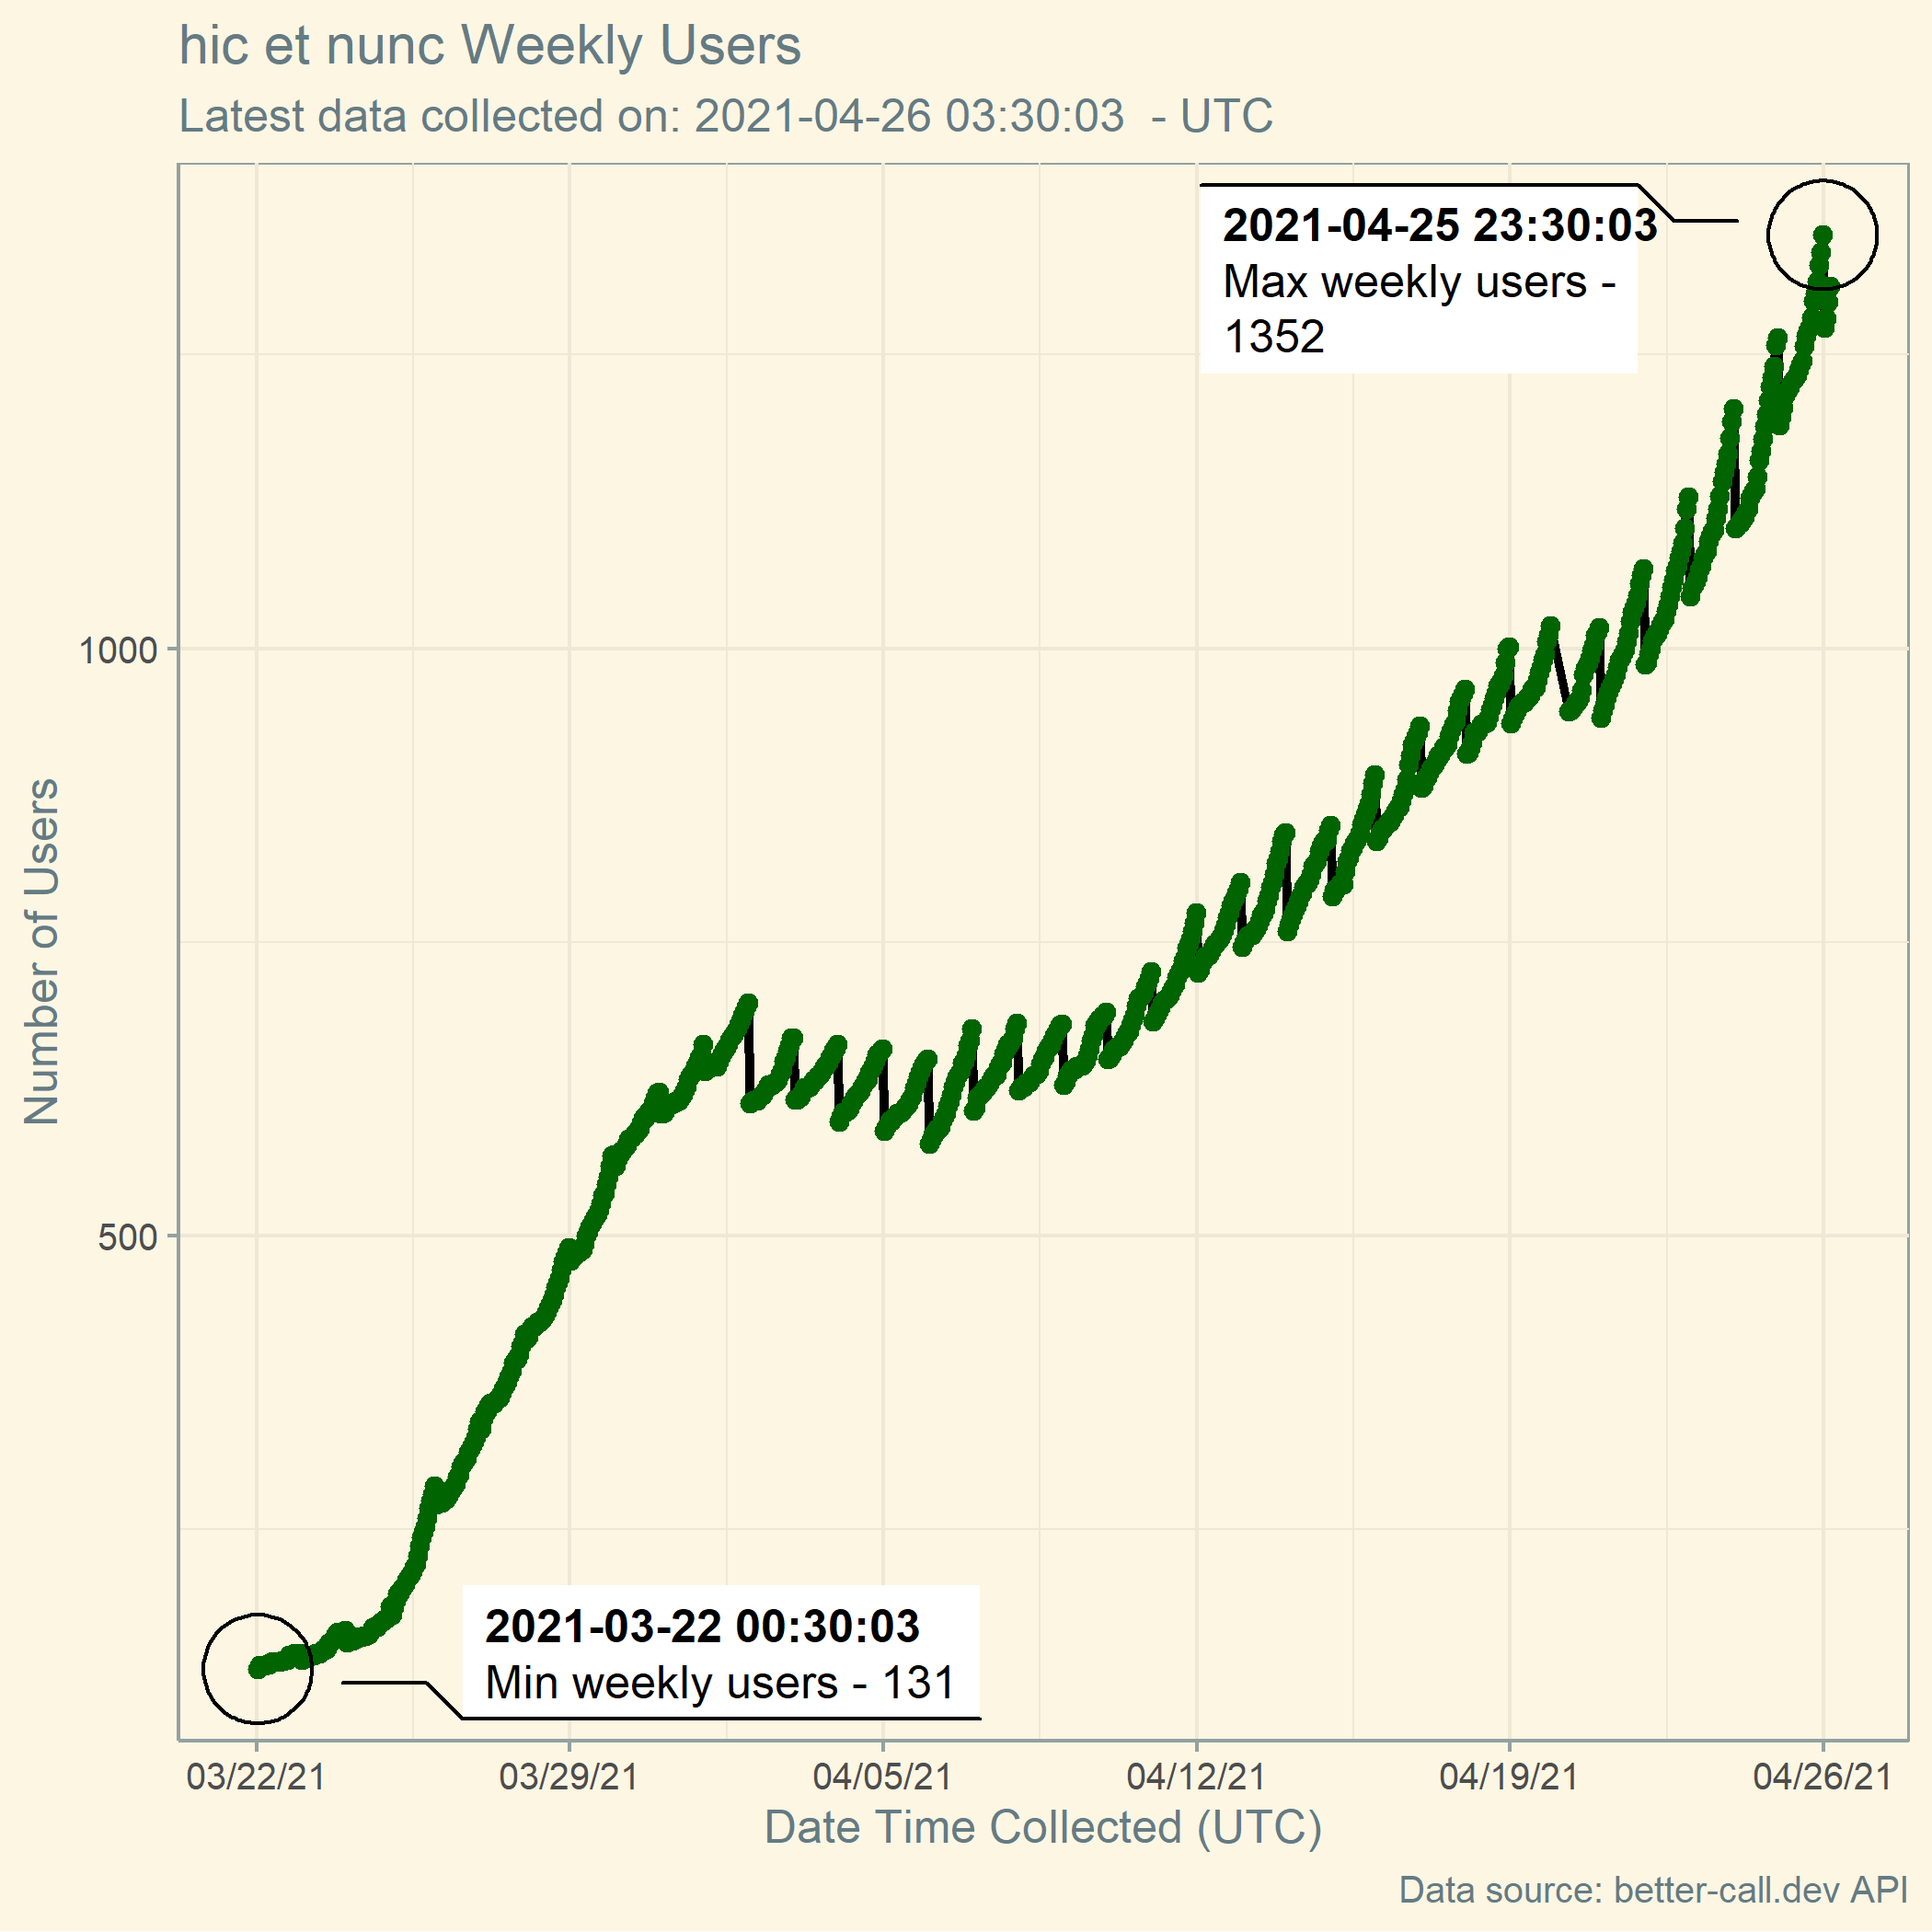 hic et nunc Weekly Users
Latest data collected on: 2021-04-26 03:30:03  - UTC
2021-04-25 23:30:03
Max weekly users -
1352
1000
500
Number of Users
2021-03-22 00:30:03
Min weekly users - 131
03/22/21 03/29/21 04/05/21 04/12/21 04/19/21 04/26/21
Date Time Collected (UTC)
Data source: better-call.dev API